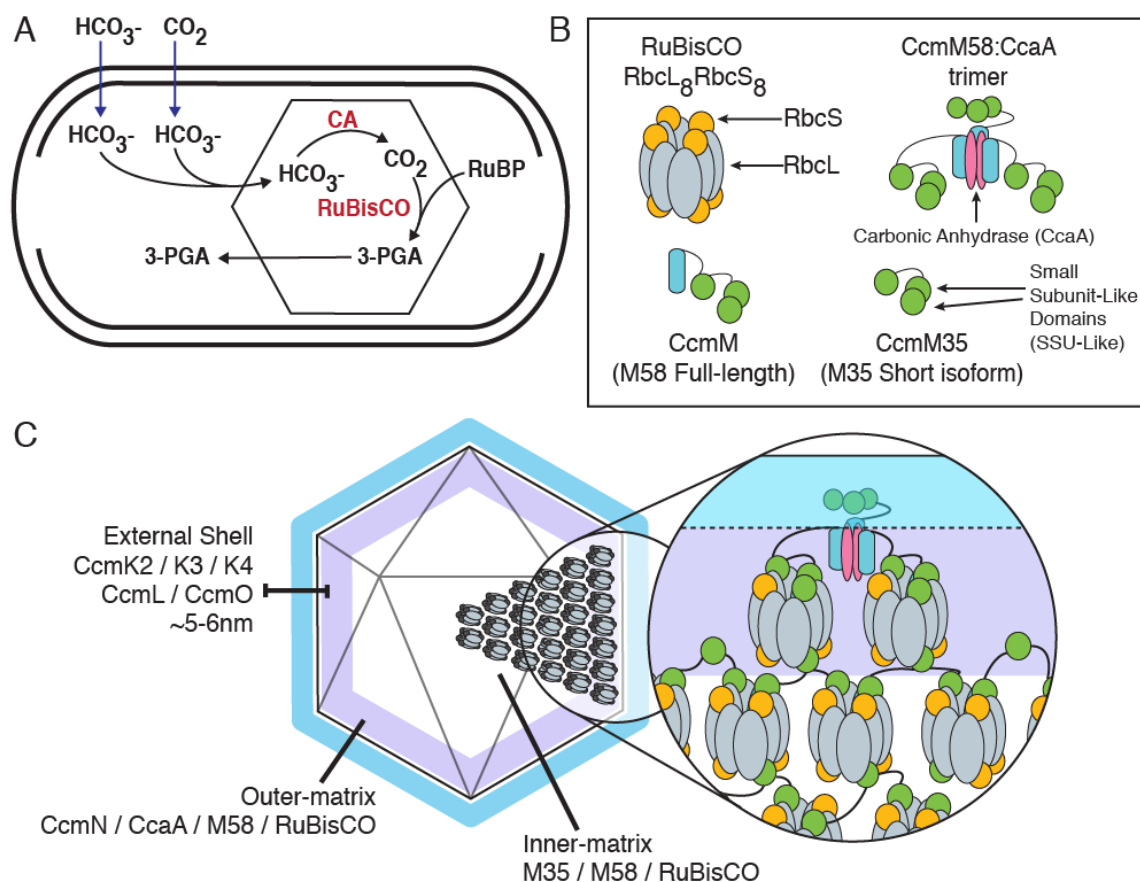 A
HCO₃- CO₂
HCO₃- HCO₃-
CA
HCO₃-
CO₂
RuBP
RuBisCO
3-PGA
3-PGA
B
RuBisCO
RbcL₈RbcS₈
RbcS
RbcL
CcmM58:CcaA
trimer
Carbonic Anhydrase (CcaA)
CcmM
(M58 Full-length)
CcmM35
(M35 Short isoform)
Small
Subunit-Like
Domains
(SSU-Like)
C
External Shell
CcmK2 / K3 / K4
CcmL / CcmO
~5-6nm
Outer-matrix
CcmN / CcaA / M58 / RuBisCO
Inner-matrix
M35 / M58 / RuBisCO